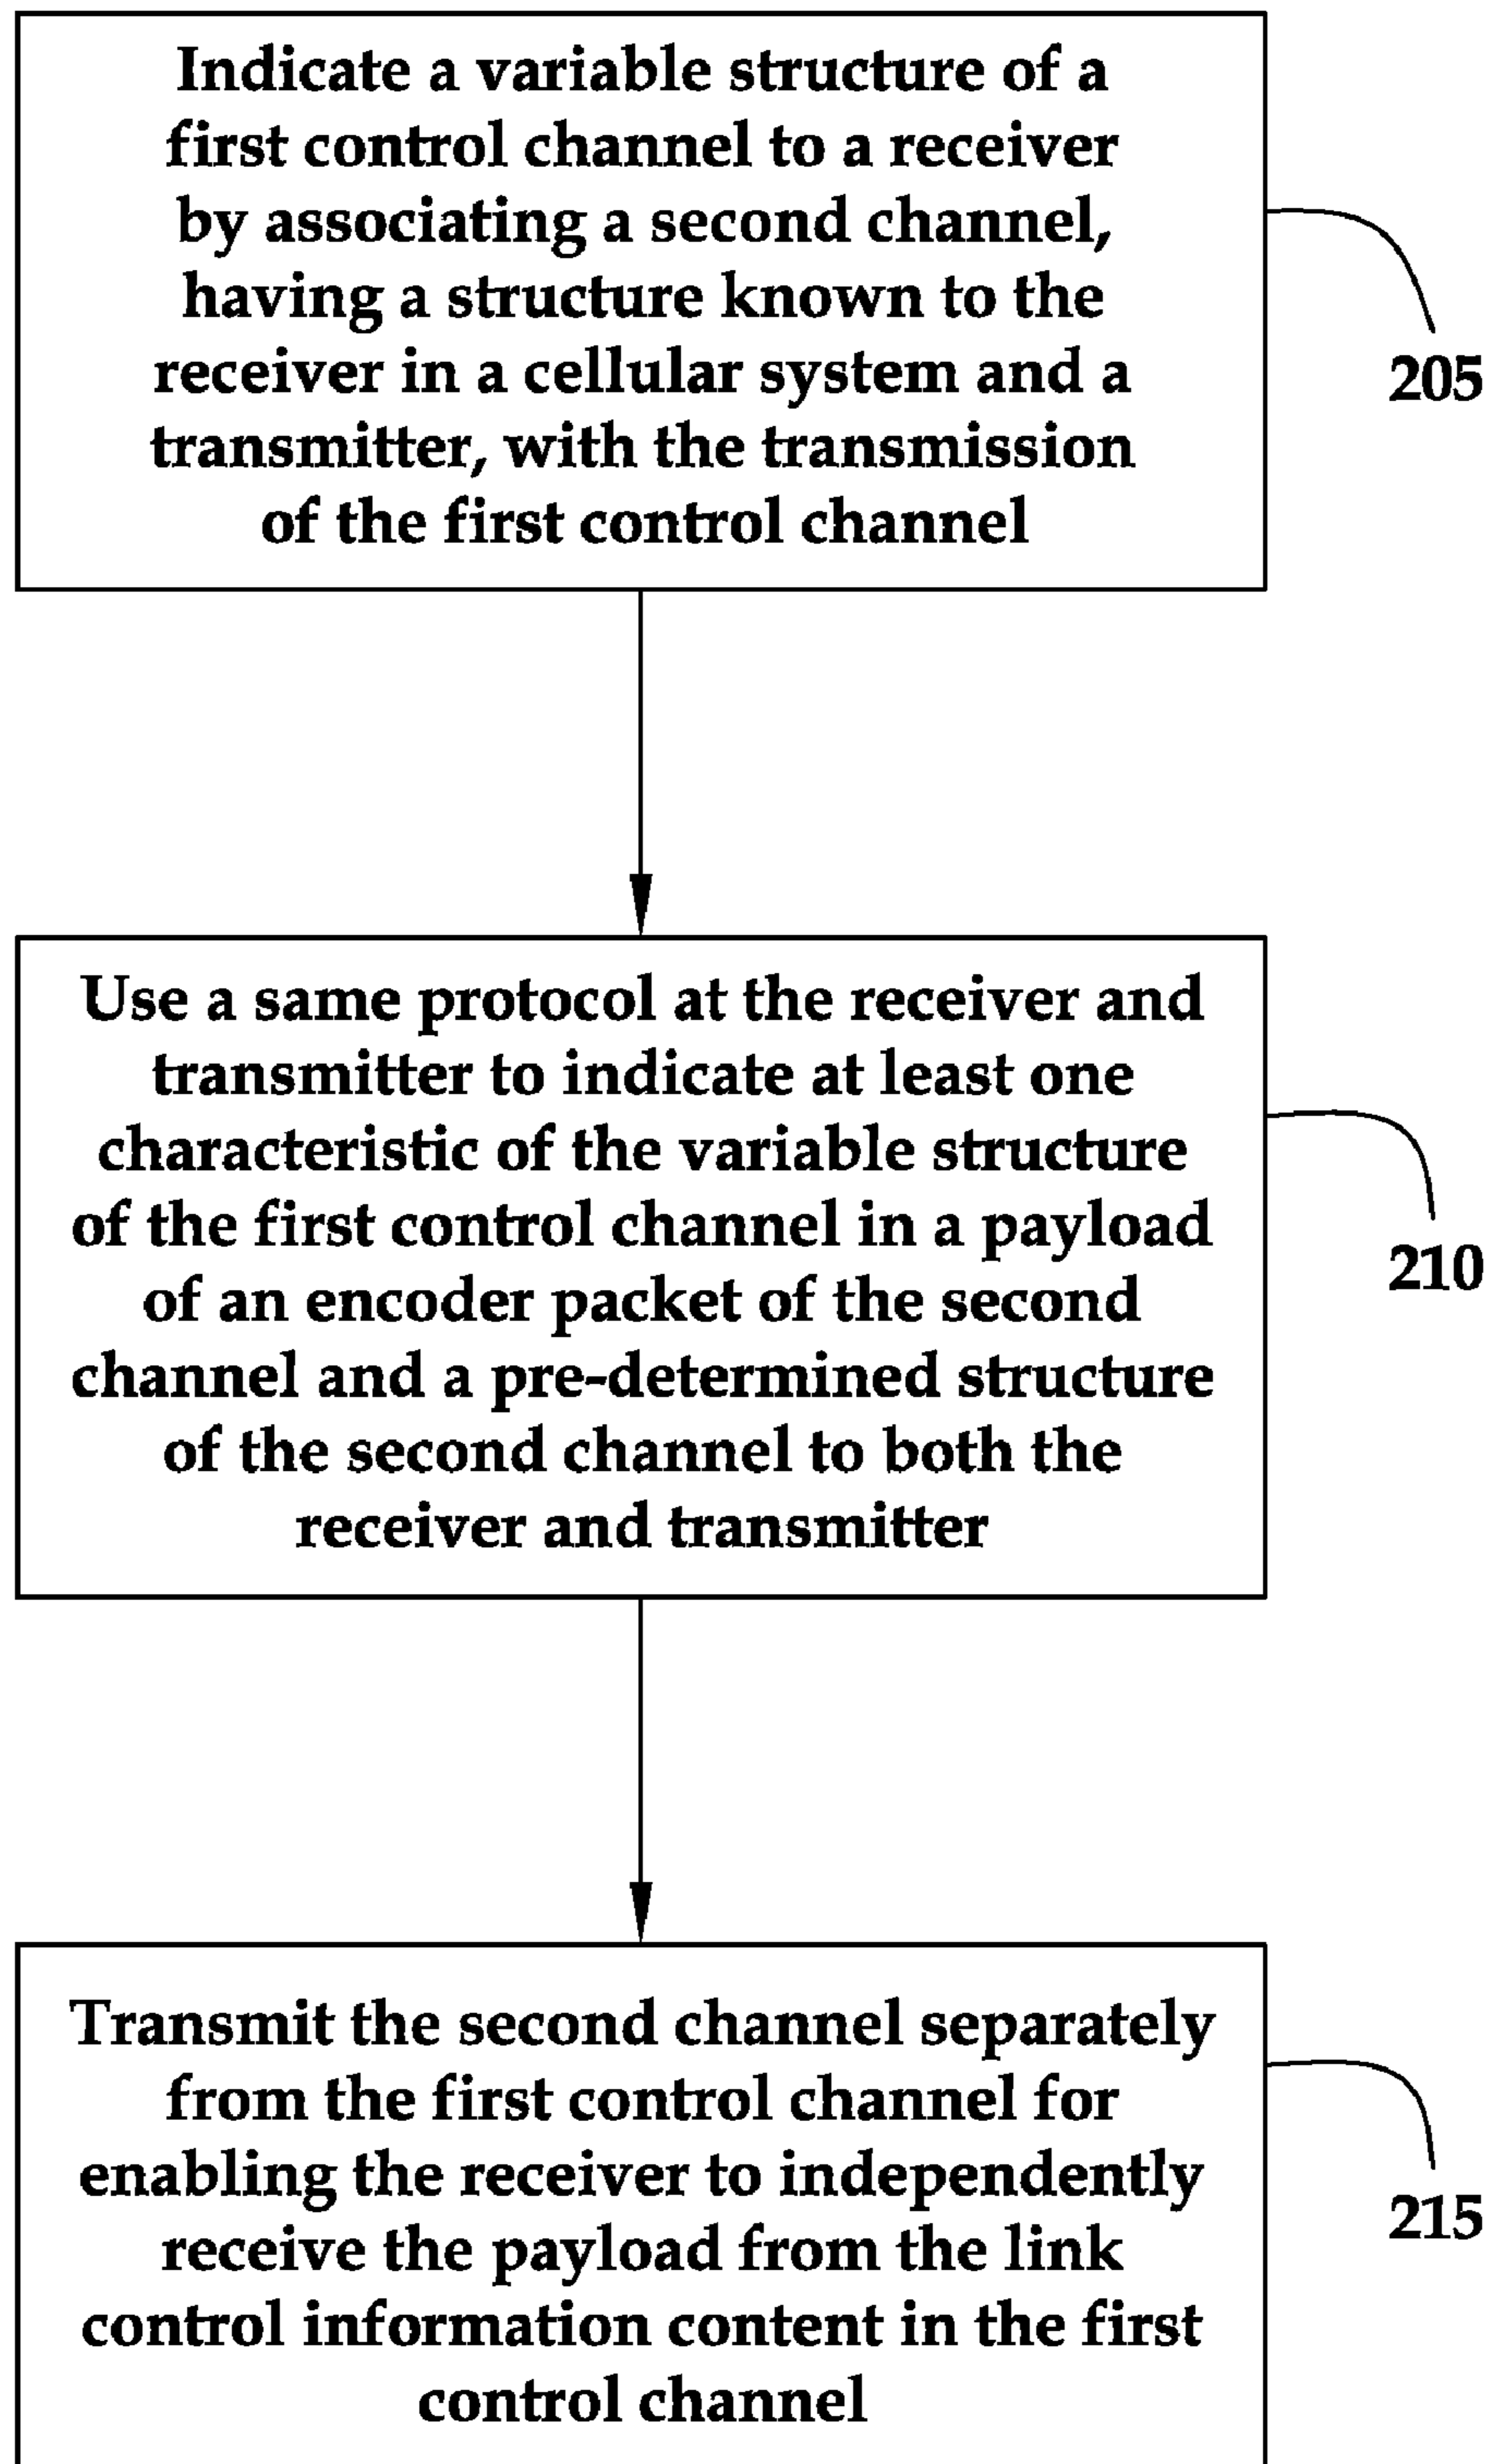 Indicate a variable structure of a
first control channel to a receiver
by associating a second channel,
having a structure known to the
receiver in a cellular system and a
transmitter, with the transmission
of the first control channel
205
Use a same protocol at the receiver and
transmitter to indicate at least one
characteristic of the variable structure
of the first control channel in a payload
of an encoder packet of the second
channel and a pre-determined structure
of the second channel to both the
receiver and transmitter
210
Transmit the second channel separately
from the first control channel for
enabling the receiver to independently
receive the payload from the link
control information content in the first
control channel
215